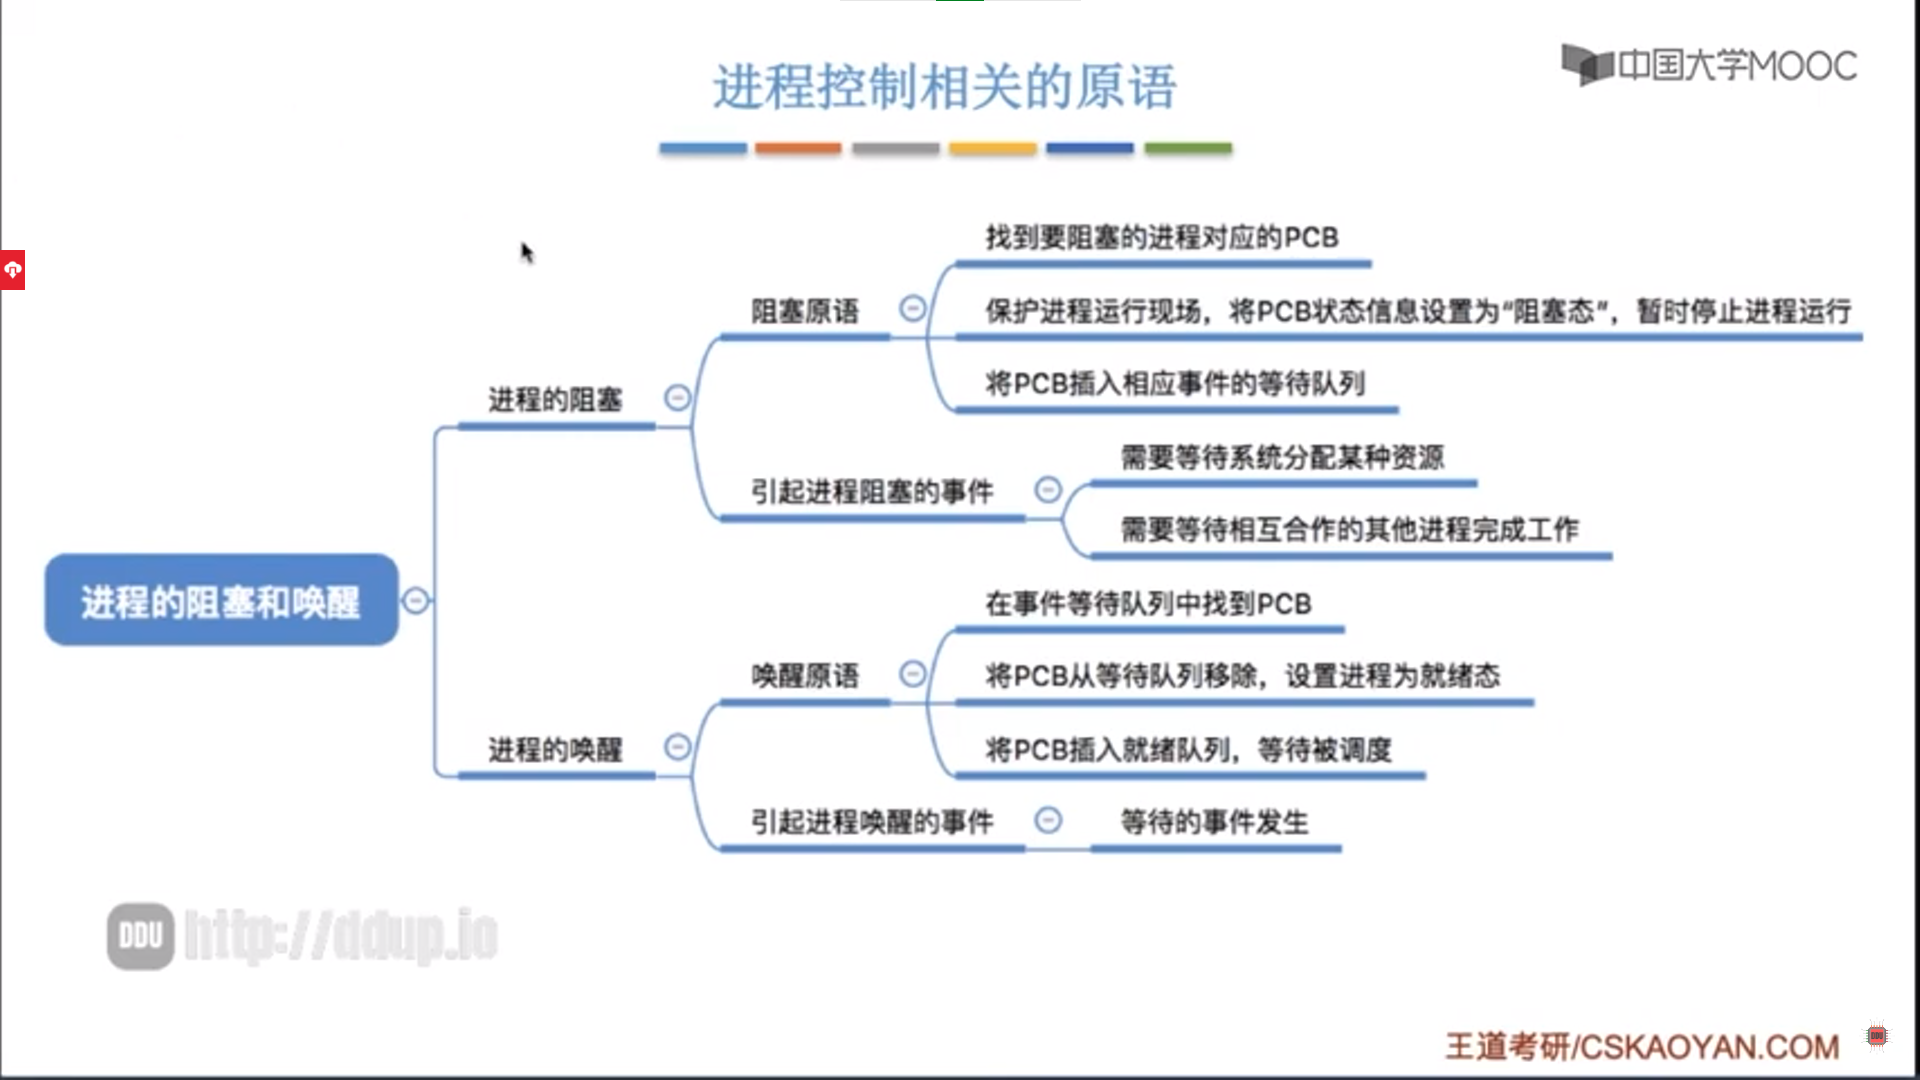 进程控制相关的原语
中国大学MOOC
找到要阻塞的进程对应的PCB
阻塞原语
保护进程运行现场，将PCB状态信息设置为“阻塞态”，暂时停止进程运行
将PCB插入相应事件的等待队列
进程的阻塞
需要等待系统分配某种资源
引起进程阻塞的事件
需要等待相互合作的其他进程完成工作
进程的阻塞和唤醒
在事件等待队列中找到PCB
唤醒原语
将PCB从等待队列移除，设置进程为就绪态
将PCB插入就绪队列，等待被调度
进程的唤醒
引起进程唤醒的事件
等待的事件发生
DDU http://ddup.io
王道考研/CSKAOYAN.COM